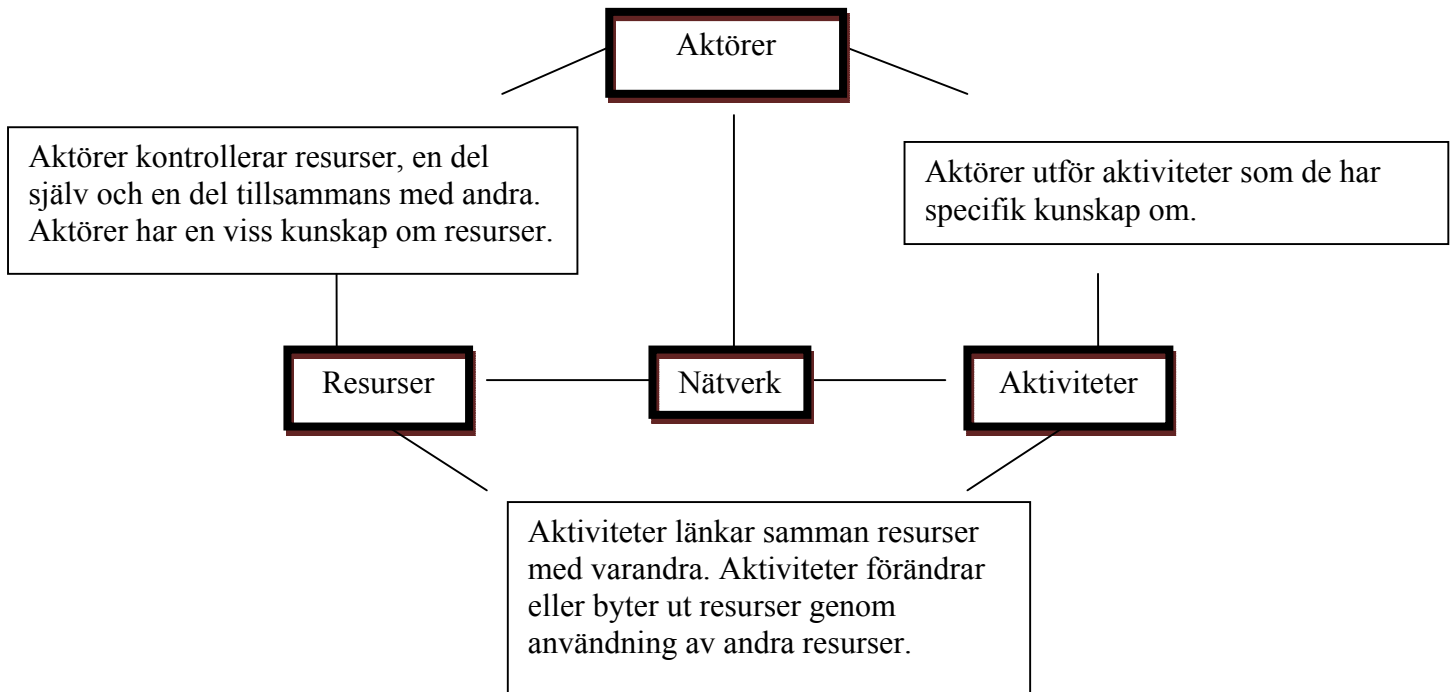 Aktörer
Aktörer kontrollerar resurser, en del
själv och en del tillsammans med andra.
Aktörer har en viss kunskap om resurser.
Aktörer utför aktiviteter som de har
specifik kunskap om.
Resurser
Nätverk
Aktiviteter
Aktiviteter länkar samman resurser
med varandra. Aktiviteter förändrar
eller byter ut resurser genom
användning av andra resurser.